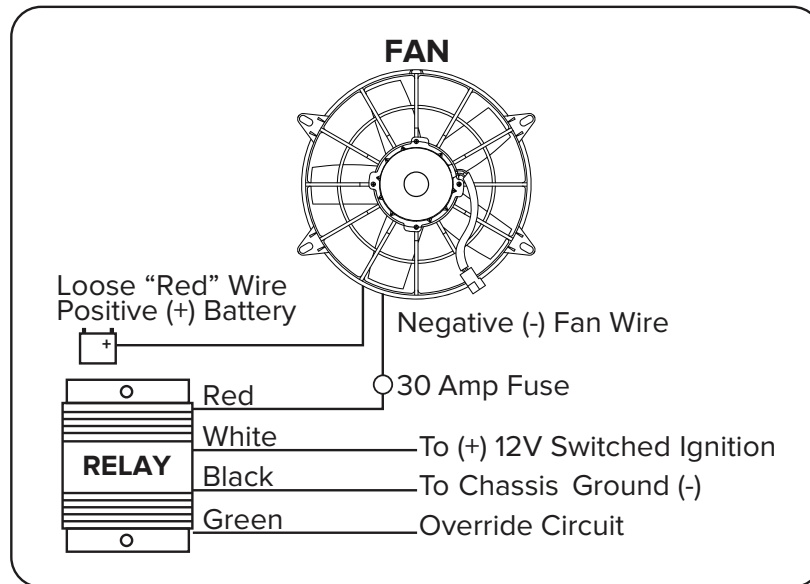 FAN
Loose “Red” Wire
Positive (+) Battery
+
Negative (-) Fan Wire
30 Amp Fuse
Red
White
To (+) 12V Switched Ignition
RELAY
Black
To Chassis Ground (-)
Green
Override Circuit